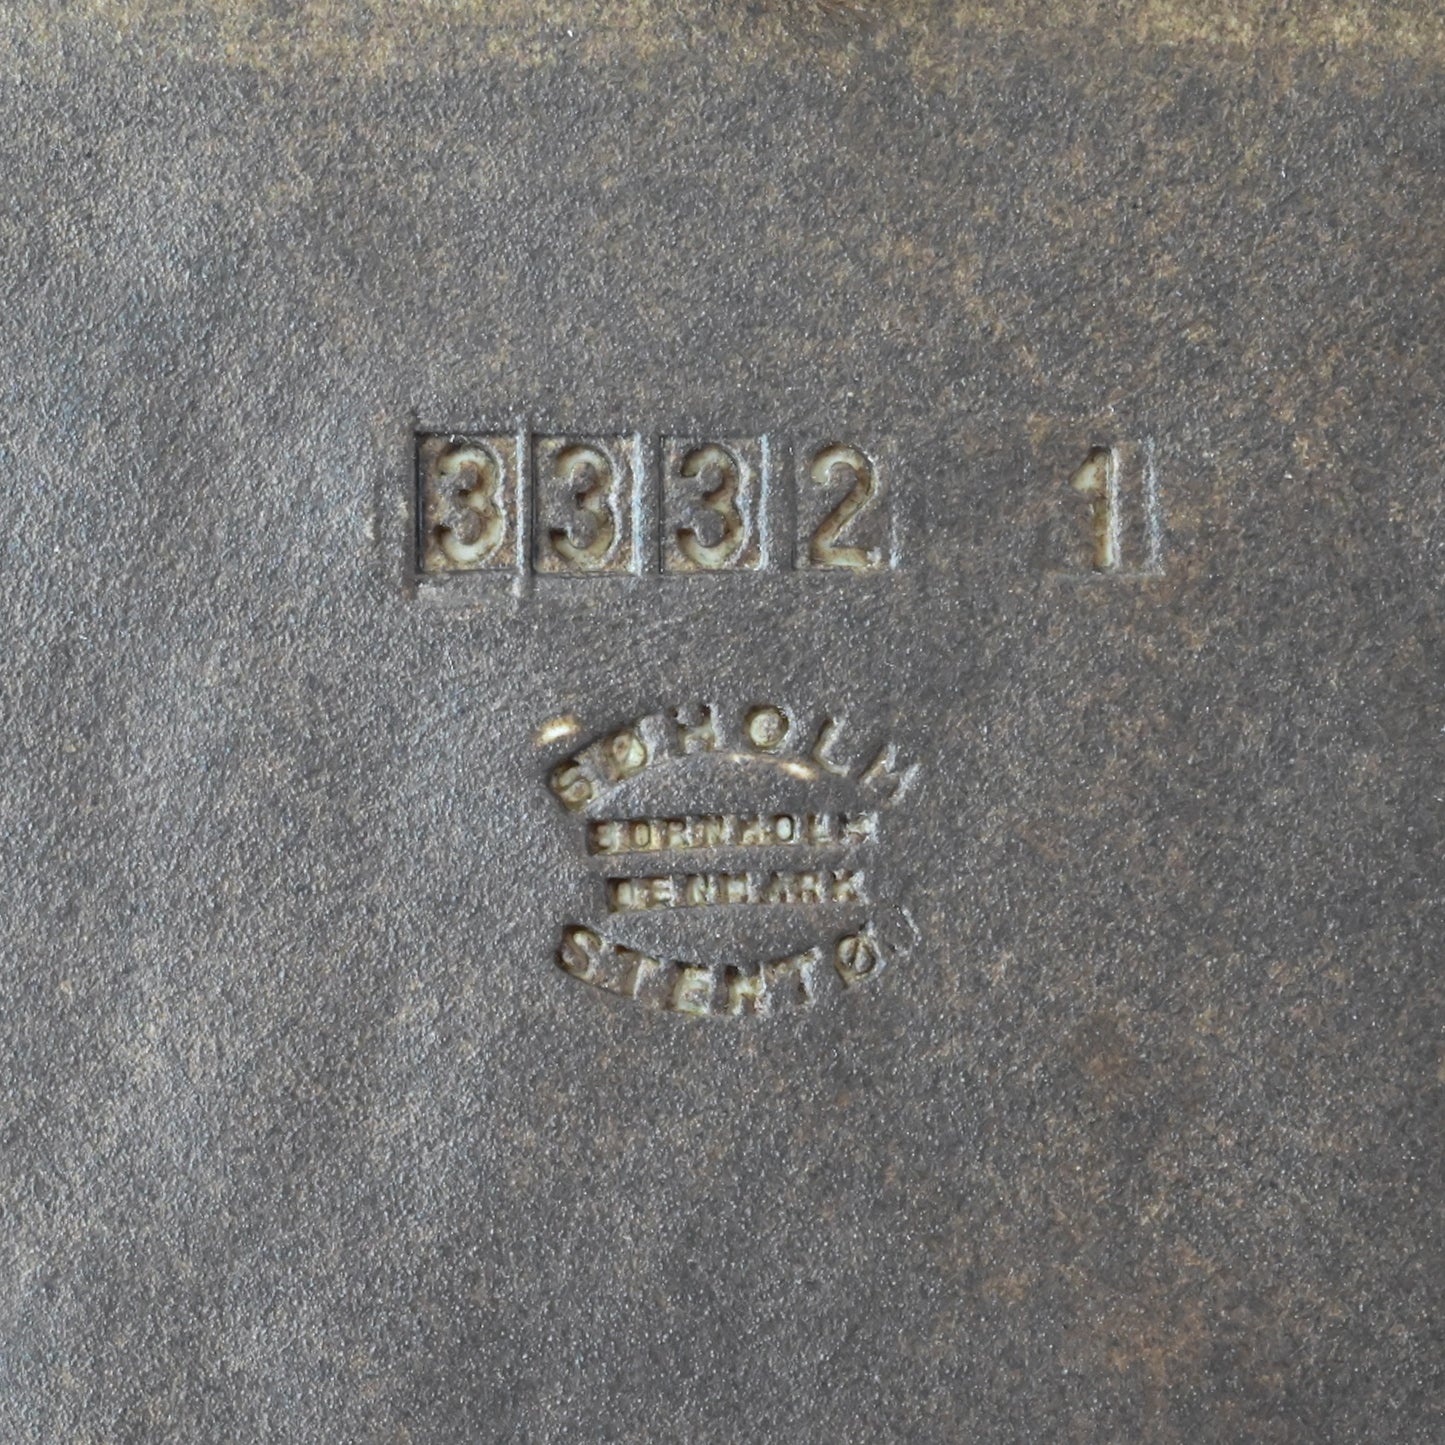 3332 1
SØHOLM
BORNHOLM
DENMARK
STENTØJ